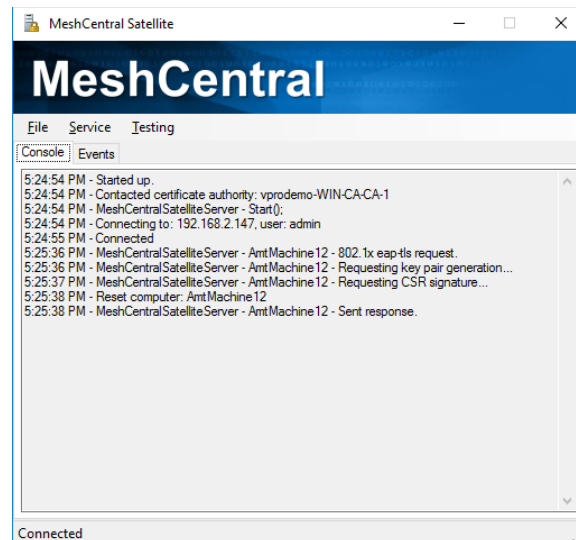 MeshCentral Satellite
MeshCentral
File Service Testing
Console Events
5:24:54 PM - Started up.
5:24:54 PM - Contacted certificate authority: vprodemo-WIN-CA-CA-1
5:24:54 PM - MeshCentralSatelliteServer - Start();
5:24:54 PM - Connecting to: 192.168.2.147, user: admin
5:24:55 PM - Connected
5:25:36 PM - MeshCentralSatelliteServer - AmtMachine12 - 802.1x eap-tls request.
5:25:36 PM - MeshCentralSatelliteServer - AmtMachine12 - Requesting key pair generation...
5:25:37 PM - MeshCentralSatelliteServer - AmtMachine12 - Requesting CSR signature...
5:25:38 PM - Reset computer: AmtMachine12
5:25:38 PM - MeshCentralSatelliteServer - AmtMachine12 - Sent response.
Connected